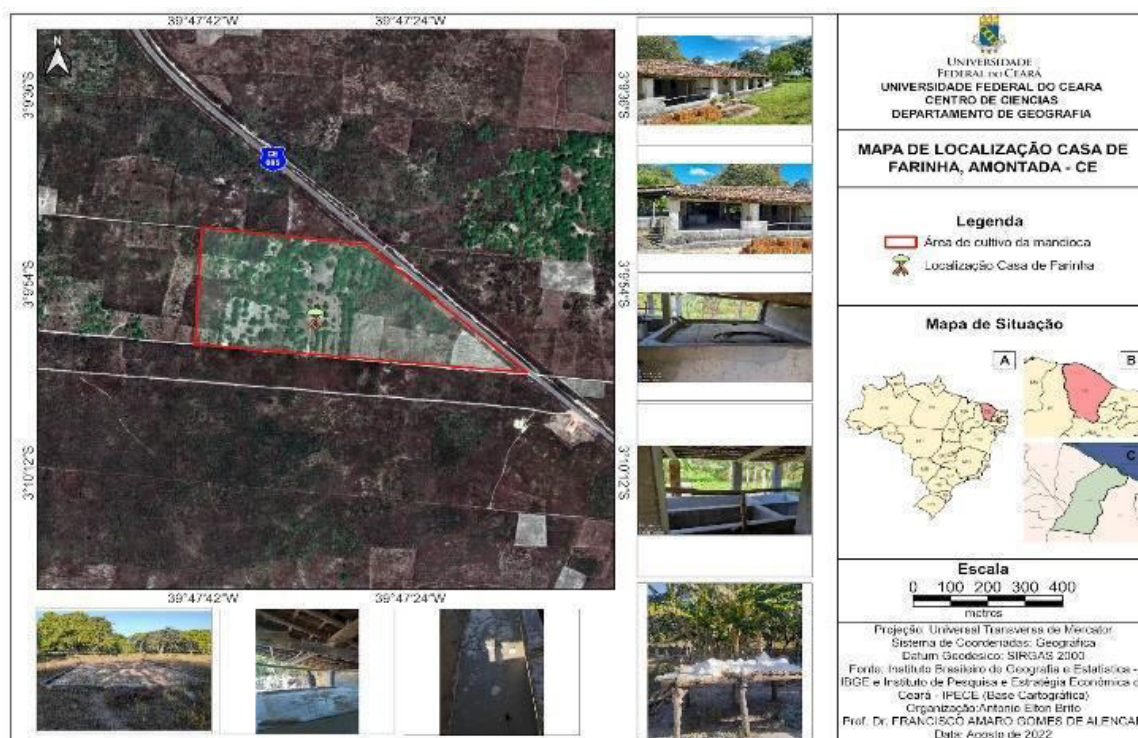 39°47'42"W
39°47'24"W
N
3°9'36"S
3°9'36"S
CE
085
3°9'54"S
3°9'54"S
3°10'12"S
3°10'12"S
39°47'42"W
39°47'24"W
UNIVERSIDADE
FEDERAL DO CEARÁ
UNIVERSIDADE FEDERAL DO CEARA
CENTRO DE CIENCIAS
DEPARTAMENTO DE GEOGRAFIA
MAPA DE LOCALIZAÇÃO CASA DE
FARINHA, AMONTADA - CE
Legenda
Área de cultivo da mandioca
Localização Casa de Farinha
Mapa de Situação
A
B
C
Escala
0 100 200 300 400
metros
Projeção: Universal Transversa de Mercator
Sistema de Coordenadas: Geográfica
Datum Geodésico: SIRGAS 2000
Fonte: Instituto Brasileiro de Geografia e Estatística -
IBGE e Instituto de Pesquisa e Estratégia Econômica d
Ceará - IPECE (Base Cartográfica)
Organização: Antonio Elton Brito
Prof. Dr. FRANCISCO AMARO GOMES DE ALENCAR
Data: Agosto de 2022